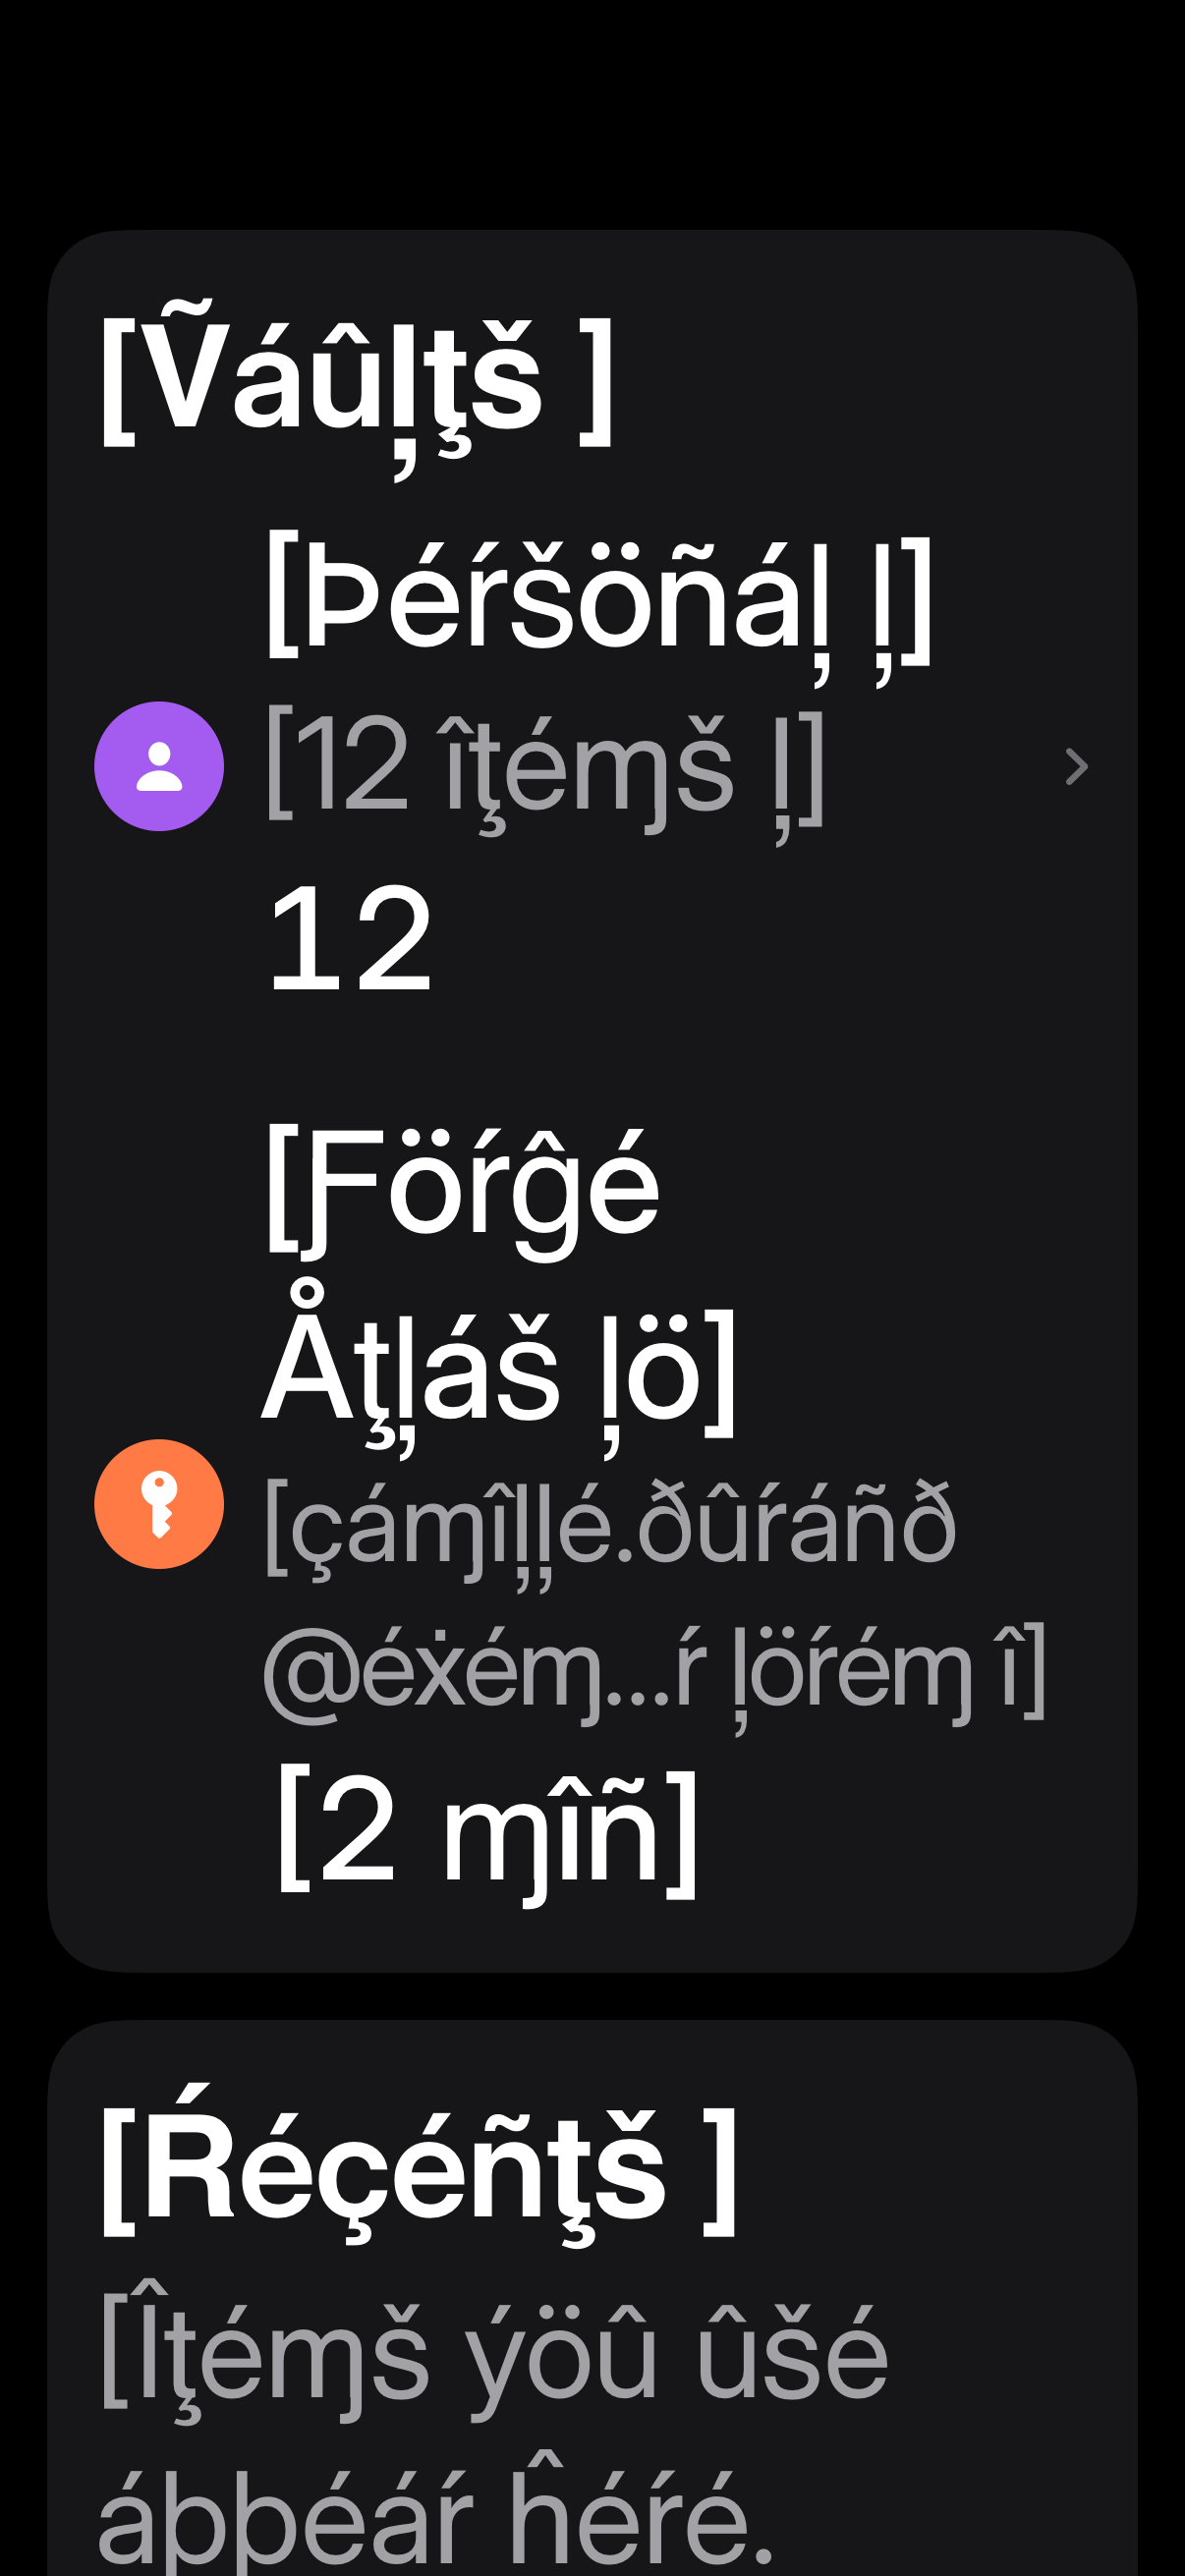 [Ṽáûļţš ]
[Þéŕšöñáļ ļ]
[12 îţéɱš ļ]
12
[Ƒöŕĝé
Åţļáš ļö]
[çáɱîļļé.ðûŕáñð
@éẋéɱ…ŕ ļöŕéɱ î]
[2 ɱîñ]
[Ŕéçéñţš ]
[Îţéɱš ýöû ûšé
áþþéáŕ ĥéŕé.